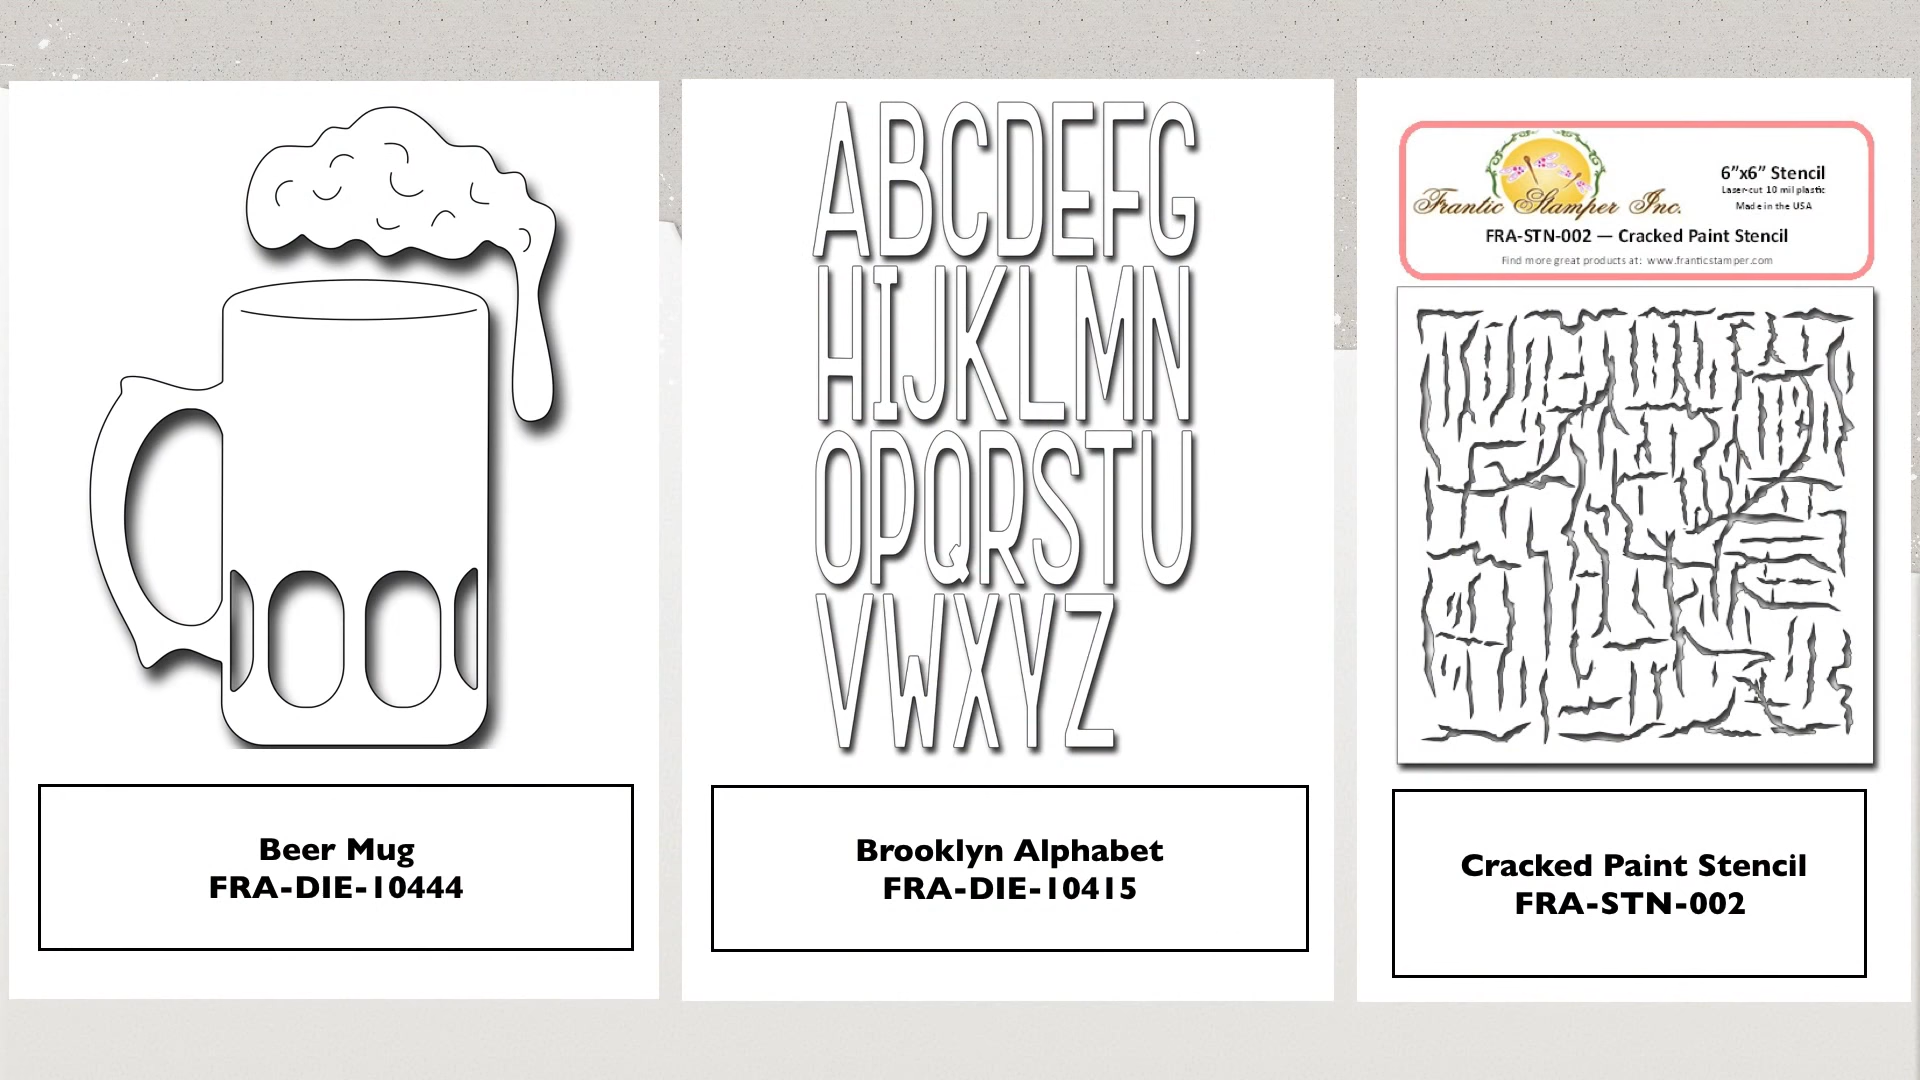 Beer Mug
FRA-DIE-10444
ABCDEFG
HIJKLMN
OPQRSTU
VWXYZ
Brooklyn Alphabet
FRA-DIE-10415
Frantic Stamper Inc.
6”x6” Stencil
Laser-cut 10 mil plastic
Made in the USA
FRA-STN-002 — Cracked Paint Stencil
Find more great products at: www.franticstamper.com
Cracked Paint Stencil
FRA-STN-002